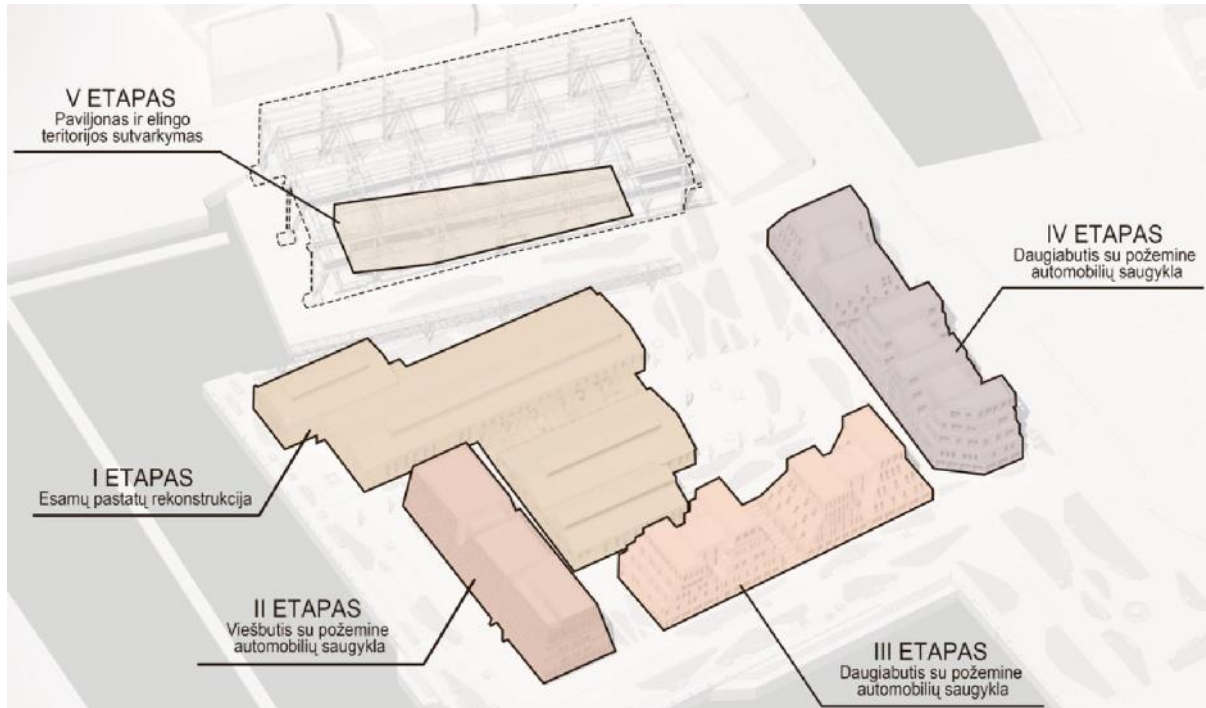 V ETAPAS
Paviljonas ir elingo
teritorijos sutvarkymas
IV ETAPAS
Daugiabutis su požemine
automobilių saugykla
I ETAPAS
Esamų pastatų rekonstrukcija
II ETAPAS
Viešbutis su požemine
automobilių saugykla
III ETAPAS
Daugiabutis su požemine
automobilių saugykla